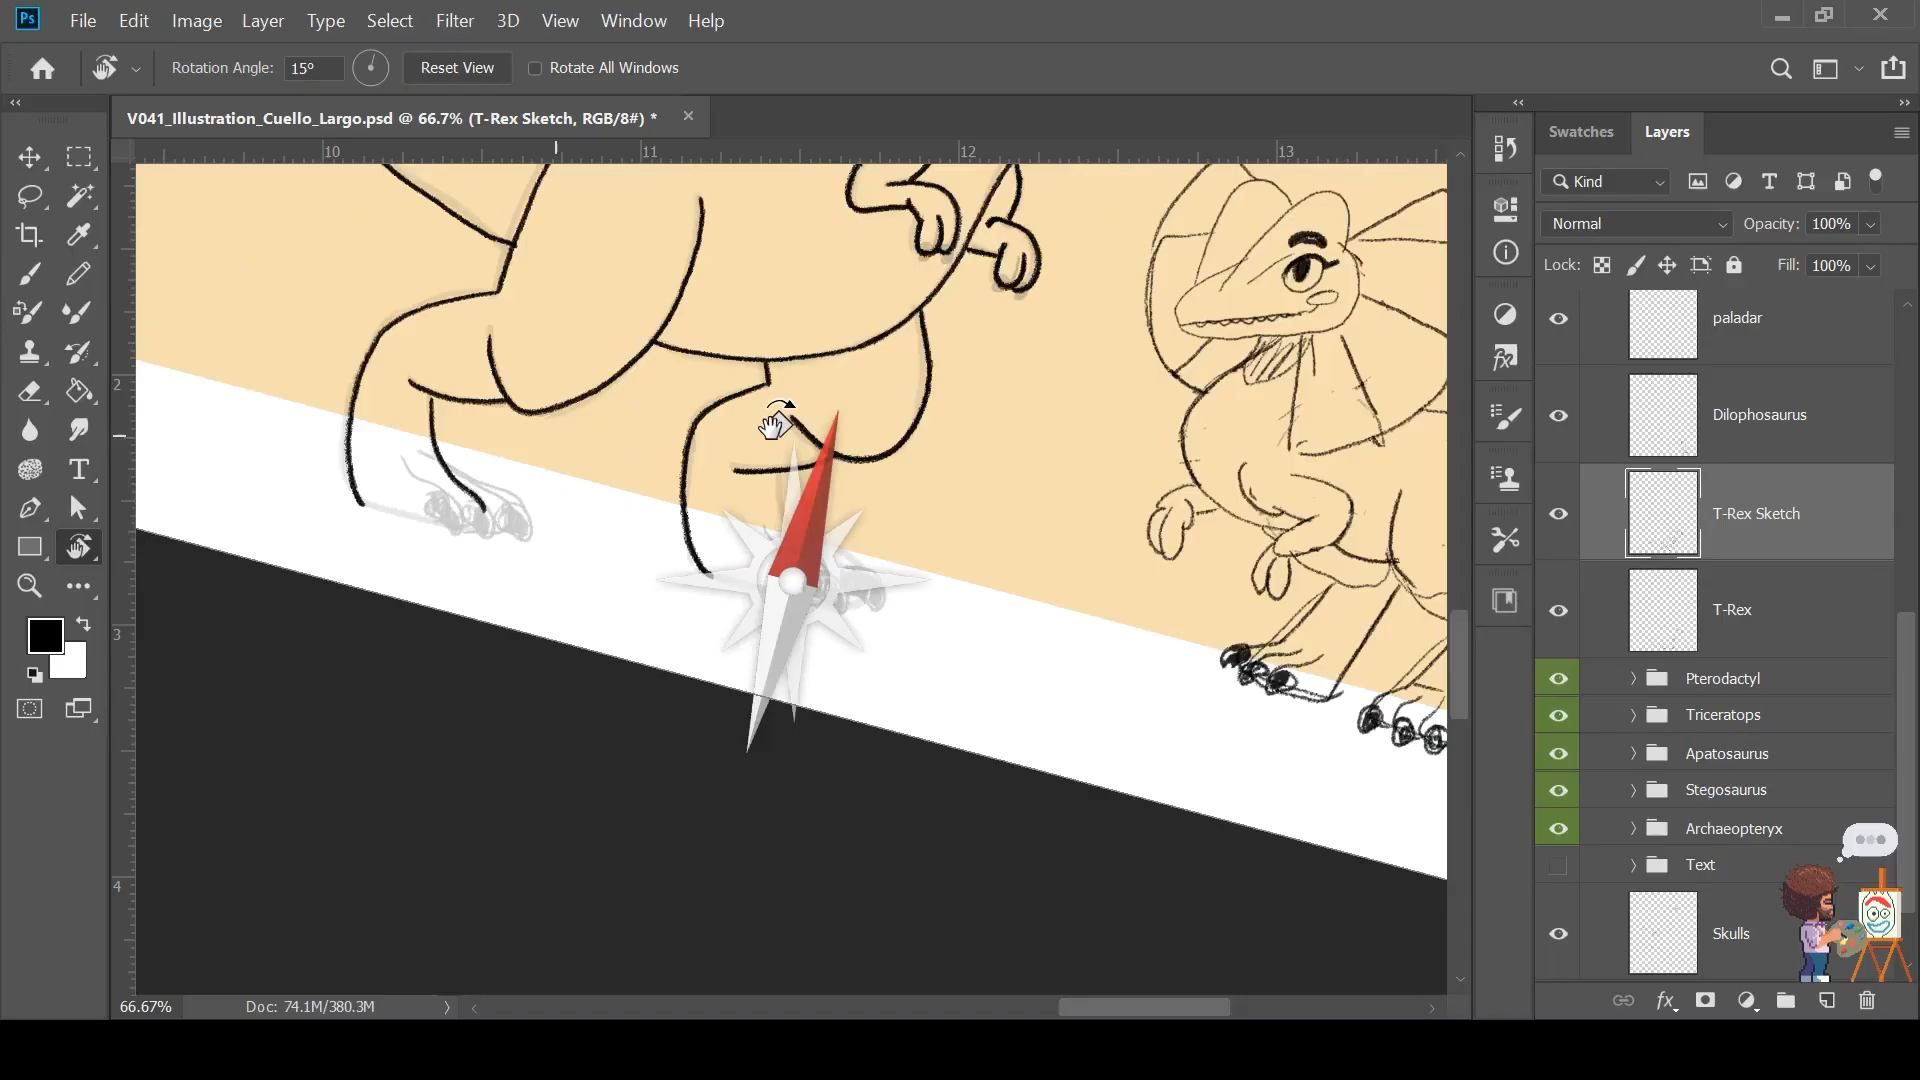 Ps File Edit Image Layer Type Select Filter 3D View Window Help
Rotation Angle: 15° Reset View Rotate All Windows
V041_Illustration_Cuello_Largo.psd @ 66.7% (T-Rex Sketch, RGB/8#) *
Swatches Layers
10 11 12 13
Kind
Normal Opacity: 100%
Lock: Fill: 100%
paladar
2
Dilophosaurus
T-Rex Sketch
T-Rex
3
Pterodactyl
Triceratops
Apatosaurus
Stegosaurus
Archaeopteryx
Text
4
Skulls
66.67% Doc: 74.1M/380.3M